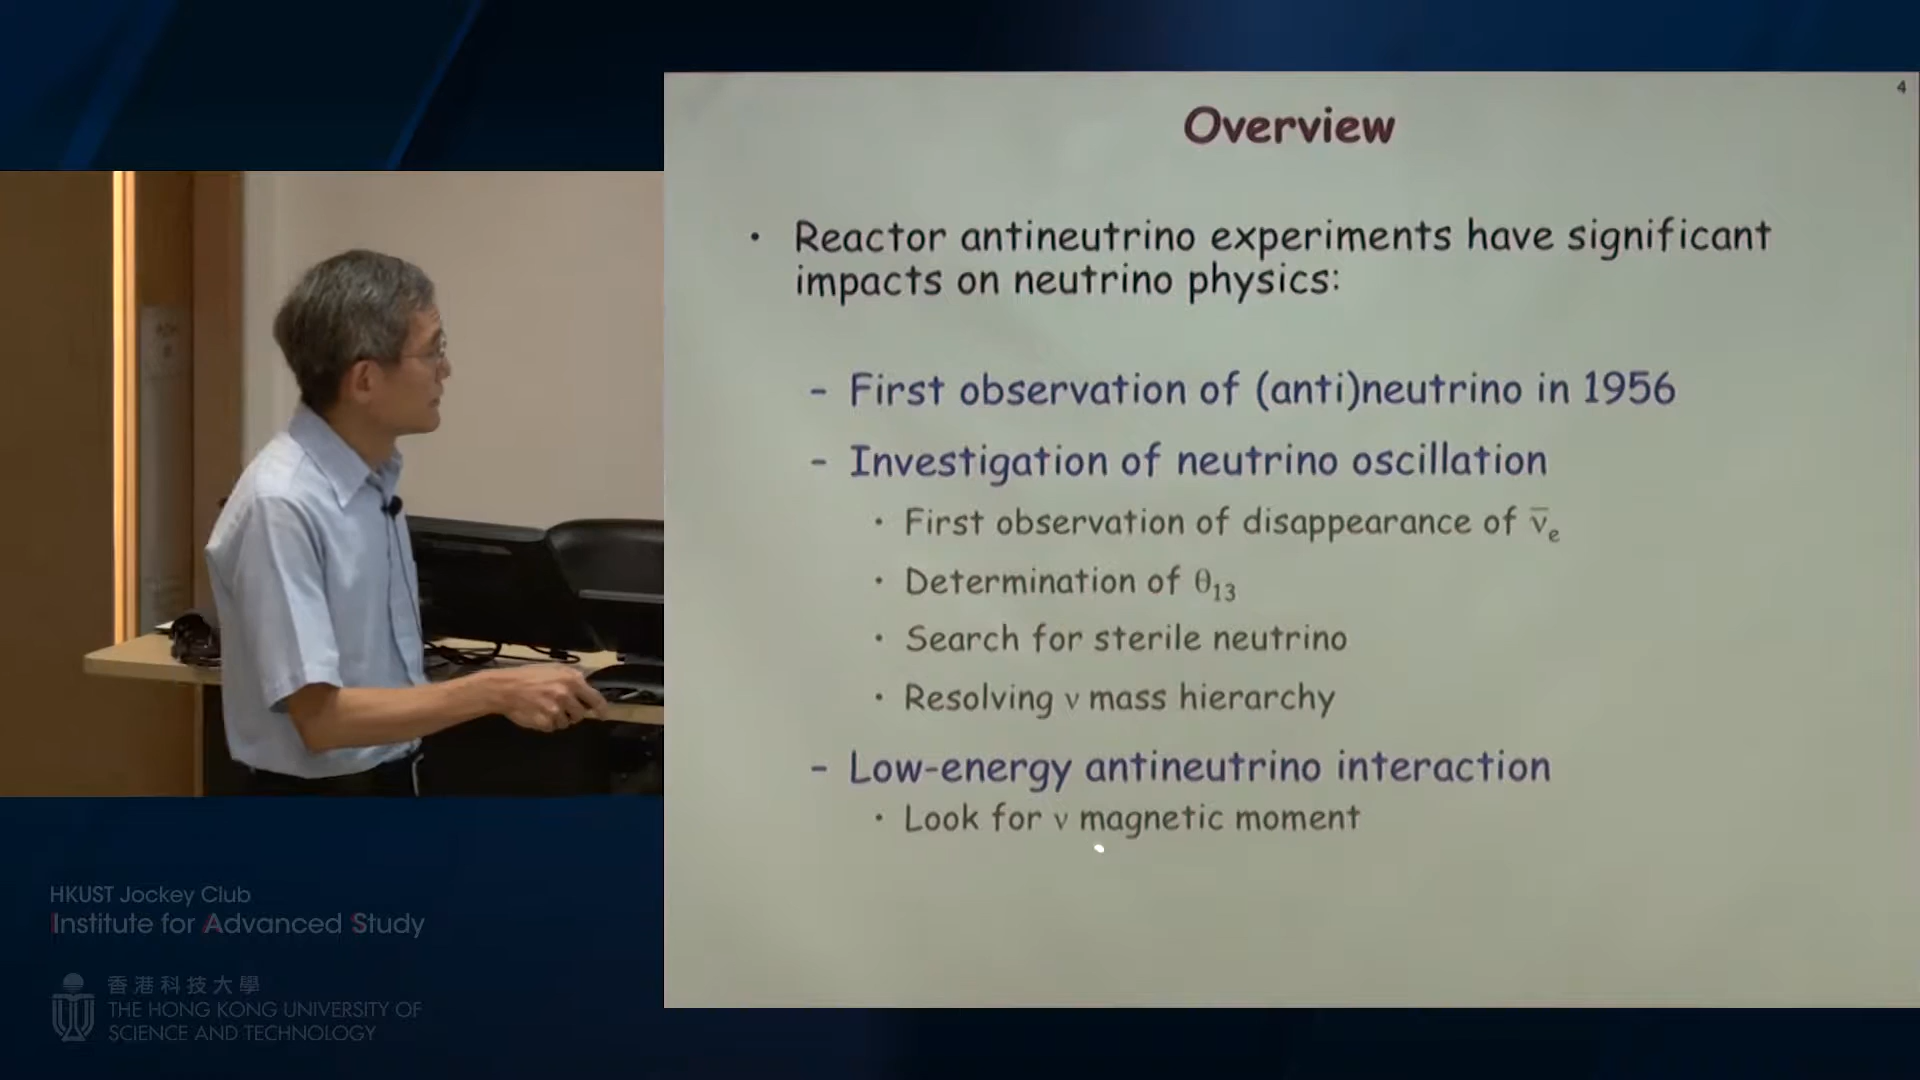 4
Overview
• Reactor antineutrino experiments have significant
impacts on neutrino physics:
- First observation of (anti)neutrino in 1956
- Investigation of neutrino oscillation
• First observation of disappearance of ν̅ₑ
• Determination of θ₁₃
• Search for sterile neutrino
• Resolving ν mass hierarchy
- Low-energy antineutrino interaction
• Look for ν magnetic moment
HKUST Jockey Club
Institute for Advanced Study
香港科技大學
THE HONG KONG UNIVERSITY OF
SCIENCE AND TECHNOLOGY